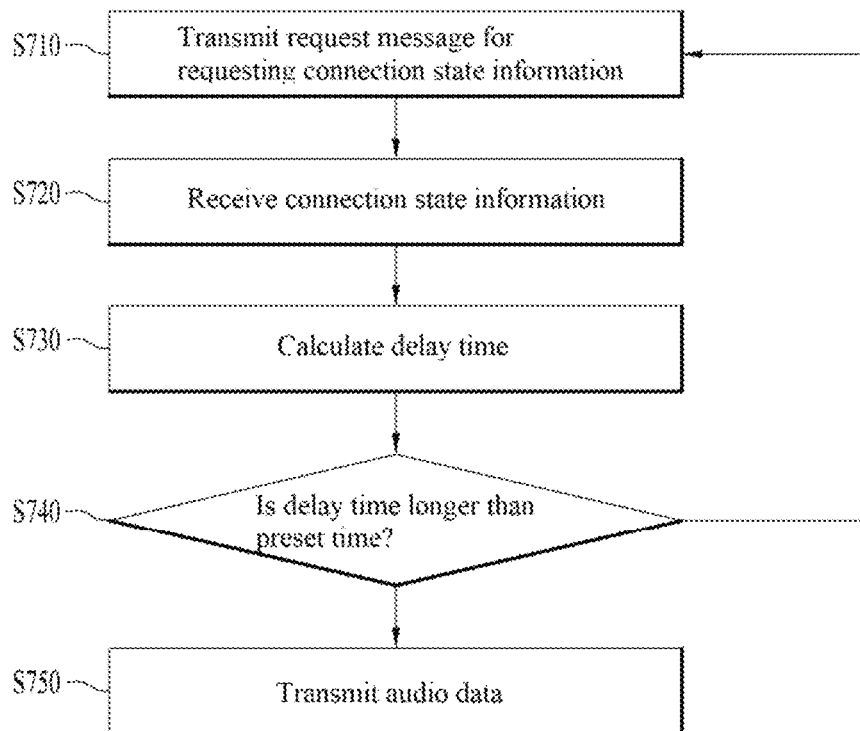 S710
Transmit request message for
requesting connection state information
S720
Receive connection state information
S730
Calculate delay time
S740
Is delay time longer than
preset time?
S750
Transmit audio data